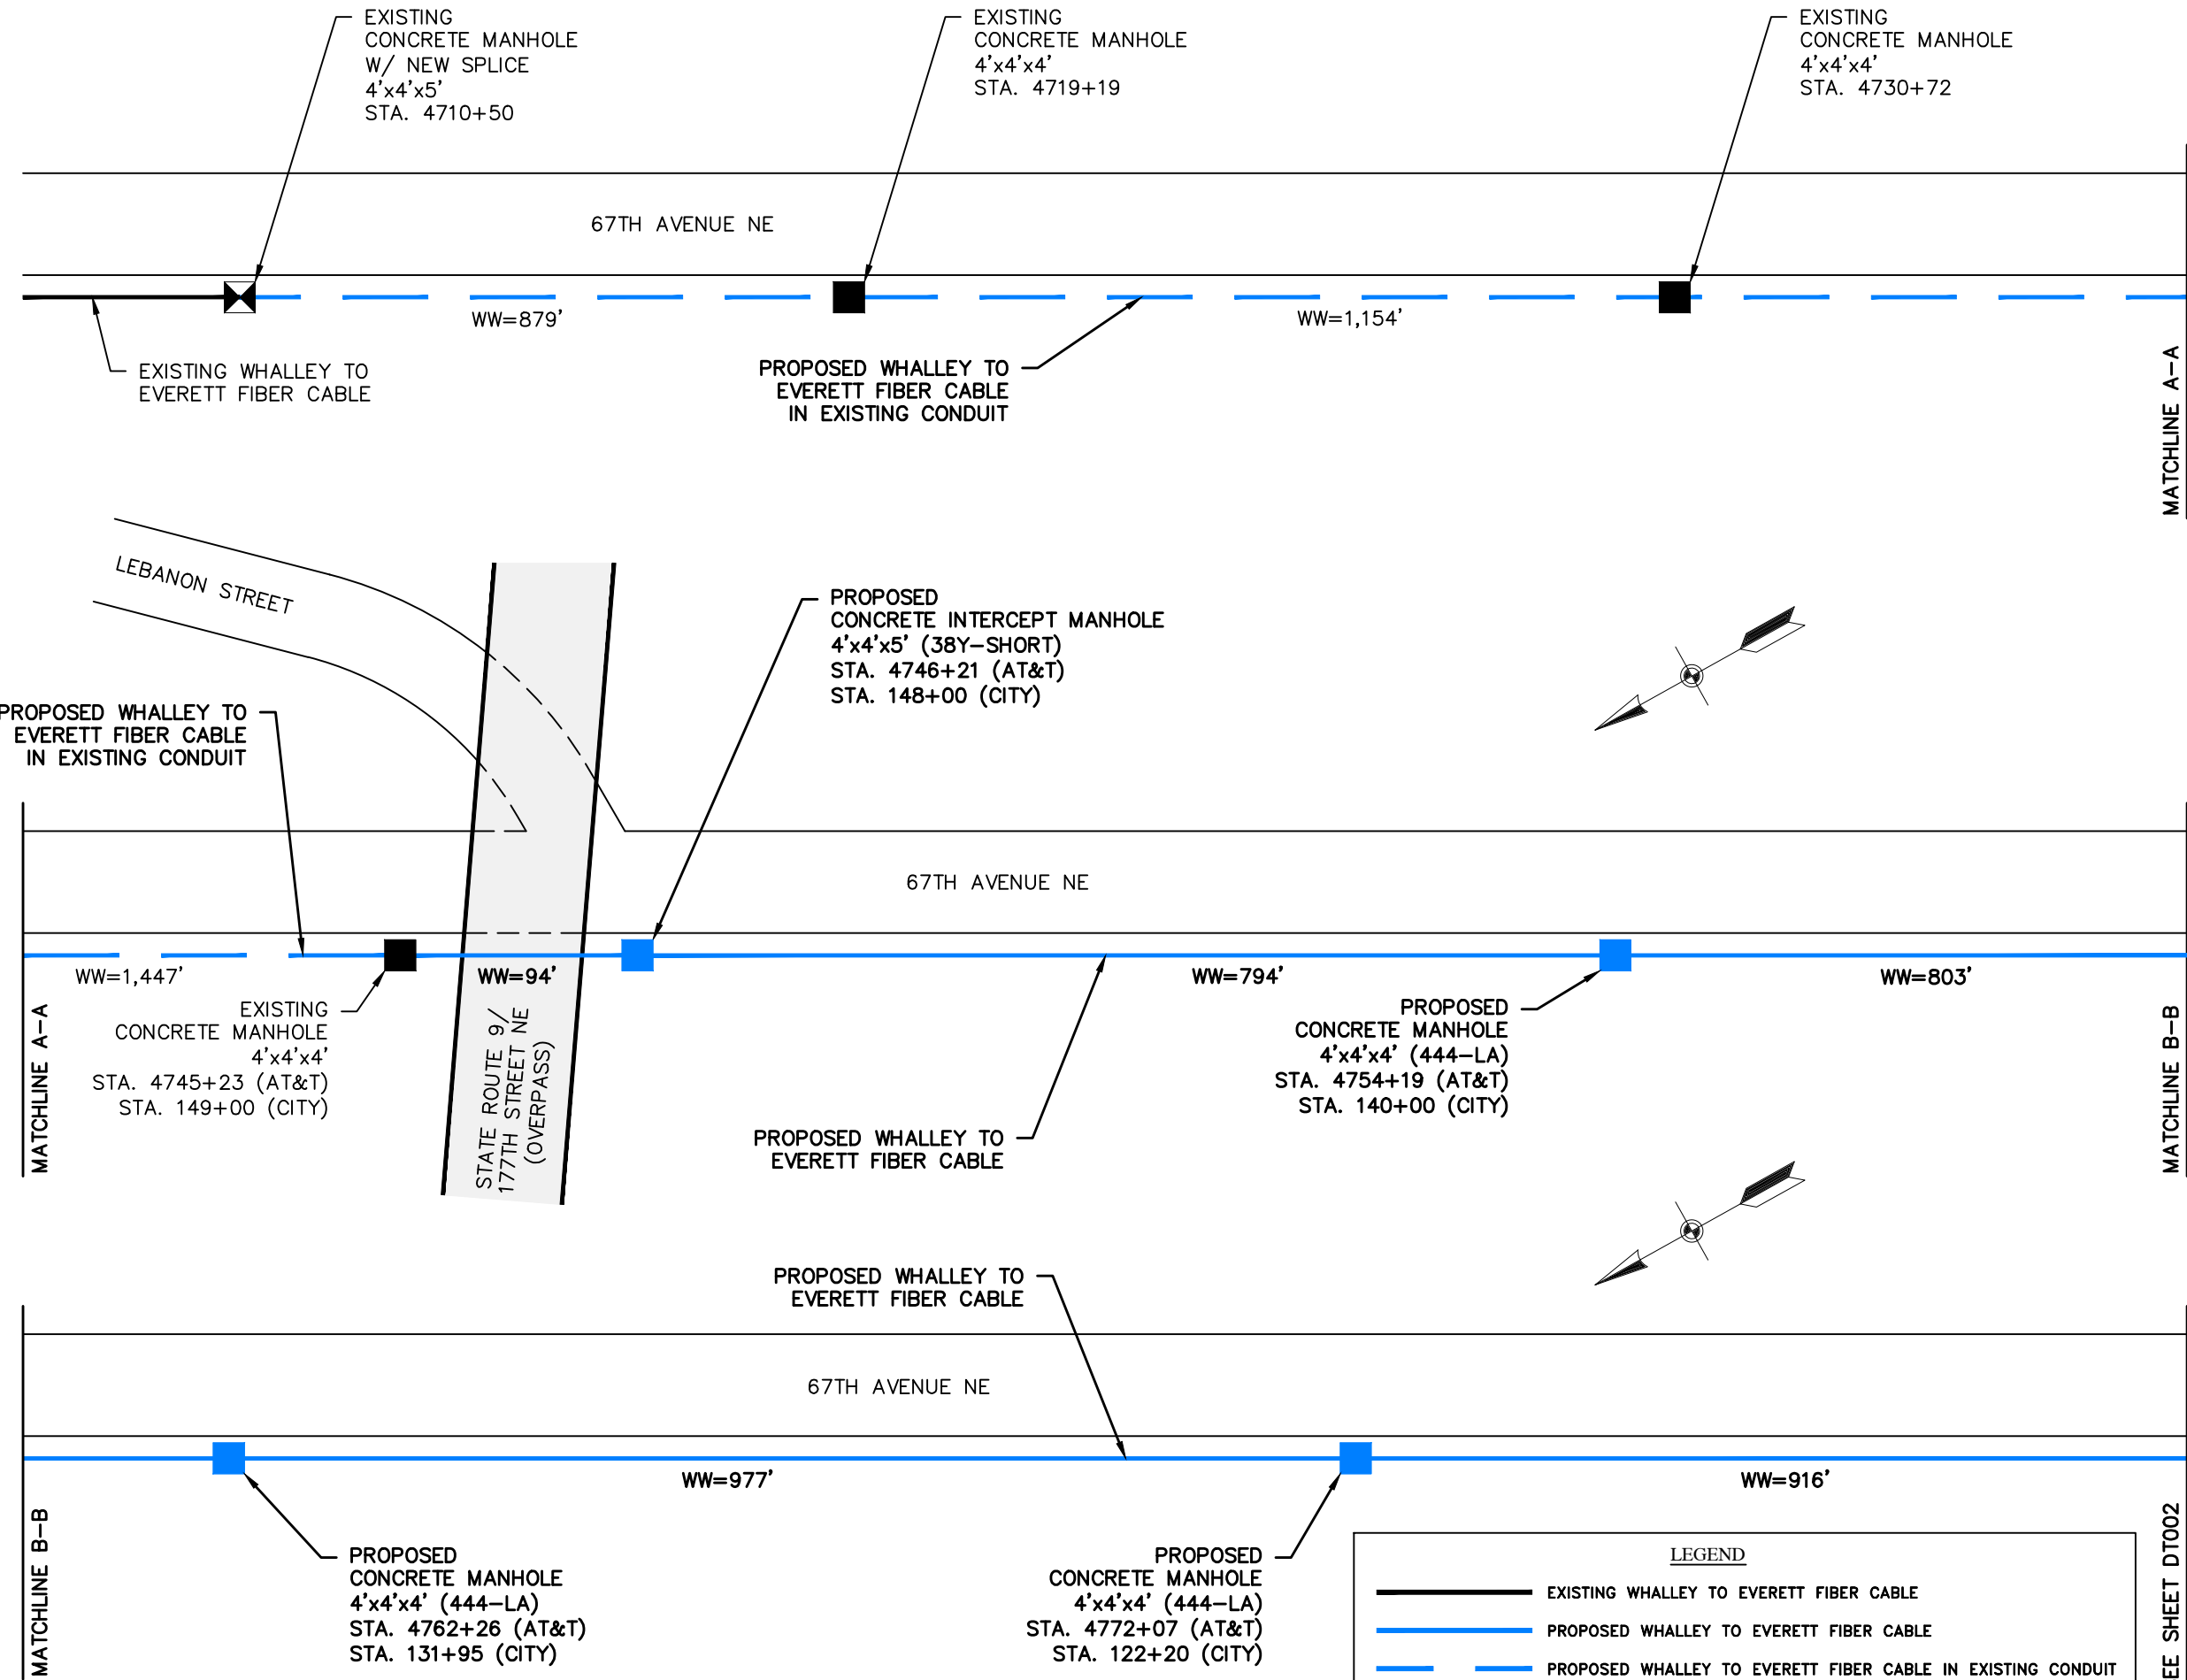 EXISTING
CONCRETE MANHOLE
W/ NEW SPLICE
4'x4'x5'
STA. 4710+50
EXISTING
CONCRETE MANHOLE
4'x4'x4'
STA. 4719+19
EXISTING
CONCRETE MANHOLE
4'x4'x4'
STA. 4730+72
67TH AVENUE NE
WW=879'
WW=1,154'
EXISTING WHALLEY TO
EVERETT FIBER CABLE
PROPOSED WHALLEY TO
EVERETT FIBER CABLE
IN EXISTING CONDUIT
MATCHLINE A-A
LEBANON STREET
PROPOSED
CONCRETE INTERCEPT MANHOLE
4'x4'x5' (38Y-SHORT)
STA. 4746+21 (AT&T)
STA. 148+00 (CITY)
PROPOSED WHALLEY TO
EVERETT FIBER CABLE
IN EXISTING CONDUIT
67TH AVENUE NE
WW=1,447'
WW=94'
WW=794'
WW=803'
EXISTING
CONCRETE MANHOLE
4'x4'x4'
STA. 4745+23 (AT&T)
STA. 149+00 (CITY)
STATE ROUTE 9/
177TH STREET NE
(OVERPASS)
PROPOSED
CONCRETE MANHOLE
4'x4'x4' (444-LA)
STA. 4754+19 (AT&T)
STA. 140+00 (CITY)
PROPOSED WHALLEY TO
EVERETT FIBER CABLE
MATCHLINE A-A
MATCHLINE B-B
PROPOSED WHALLEY TO
EVERETT FIBER CABLE
67TH AVENUE NE
WW=977'
WW=916'
MATCHLINE B-B
PROPOSED
CONCRETE MANHOLE
4'x4'x4' (444-LA)
STA. 4762+26 (AT&T)
STA. 131+95 (CITY)
PROPOSED
CONCRETE MANHOLE
4'x4'x4' (444-LA)
STA. 4772+07 (AT&T)
STA. 122+20 (CITY)
LEGEND
EXISTING WHALLEY TO EVERETT FIBER CABLE
PROPOSED WHALLEY TO EVERETT FIBER CABLE
PROPOSED WHALLEY TO EVERETT FIBER CABLE IN EXISTING CONDUIT
EE SHEET DT002